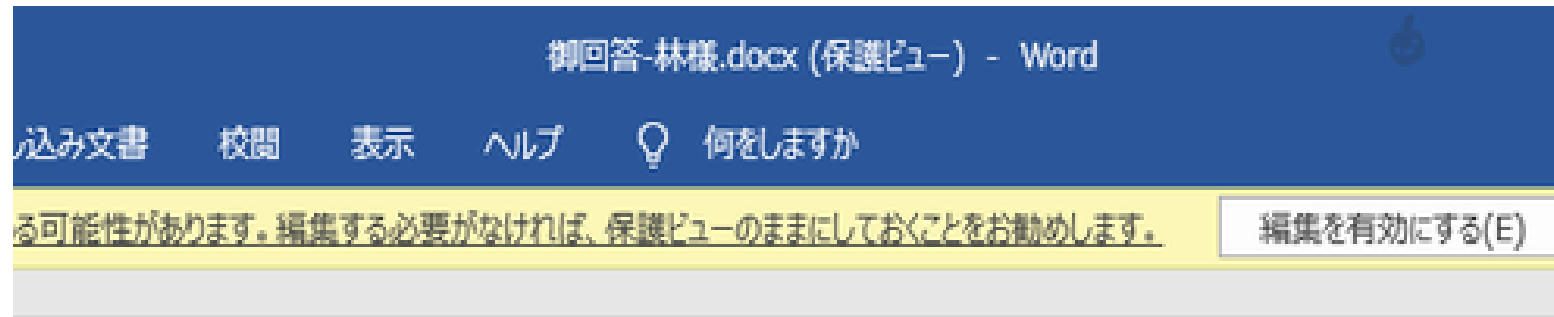 御回答-林様.docx (保護ビュー) - Word
し込み文書 校閲 表示 ヘルプ 何をしますか
る可能性があります。編集する必要がなければ、保護ビューのままにしておくことをお勧めします。 編集を有効にする(E)